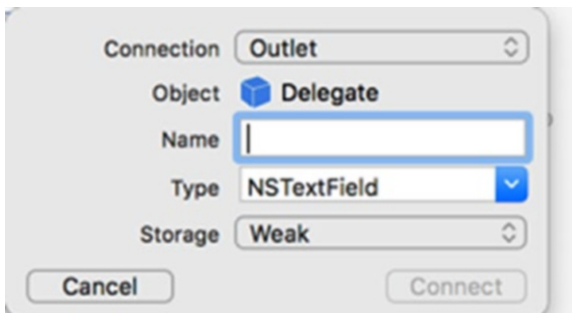 Connection Outlet
Object Delegate
Name
Type NSTextField
Storage Weak
Cancel Connect